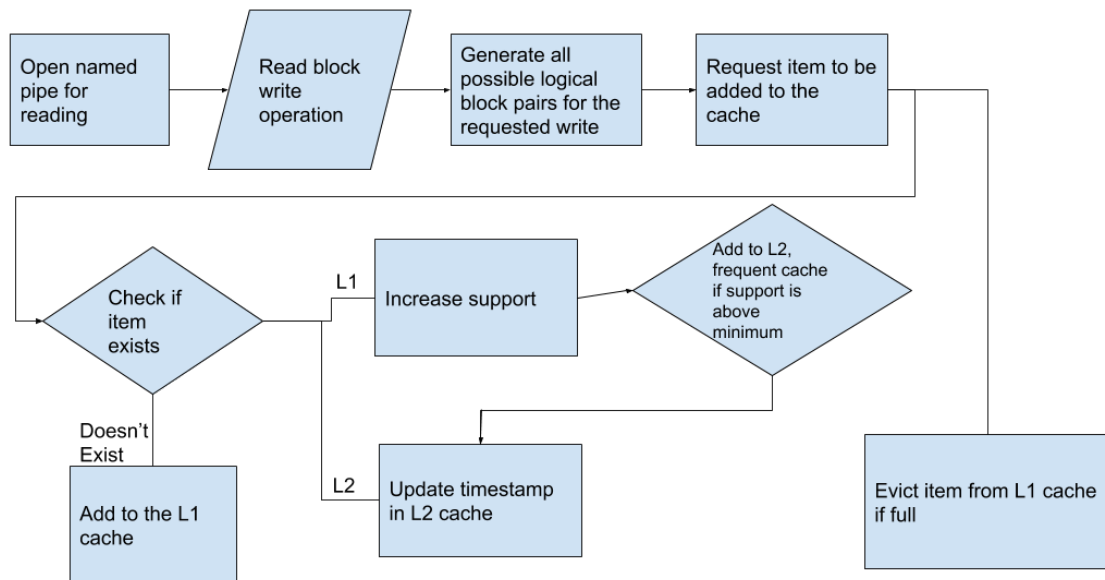 Open named
pipe for
reading
Read block
write
operation
Generate all
possible logical
block pairs for the
requested write
Request item to be
added to the
cache
Check if
item
exists
L1
Increase support
Add to L2,
frequent cache
if support is
above
minimum
Doesn't
Exist
Add to the L1
cache
L2
Update timestamp
in L2 cache
Evict item from L1 cache
if full